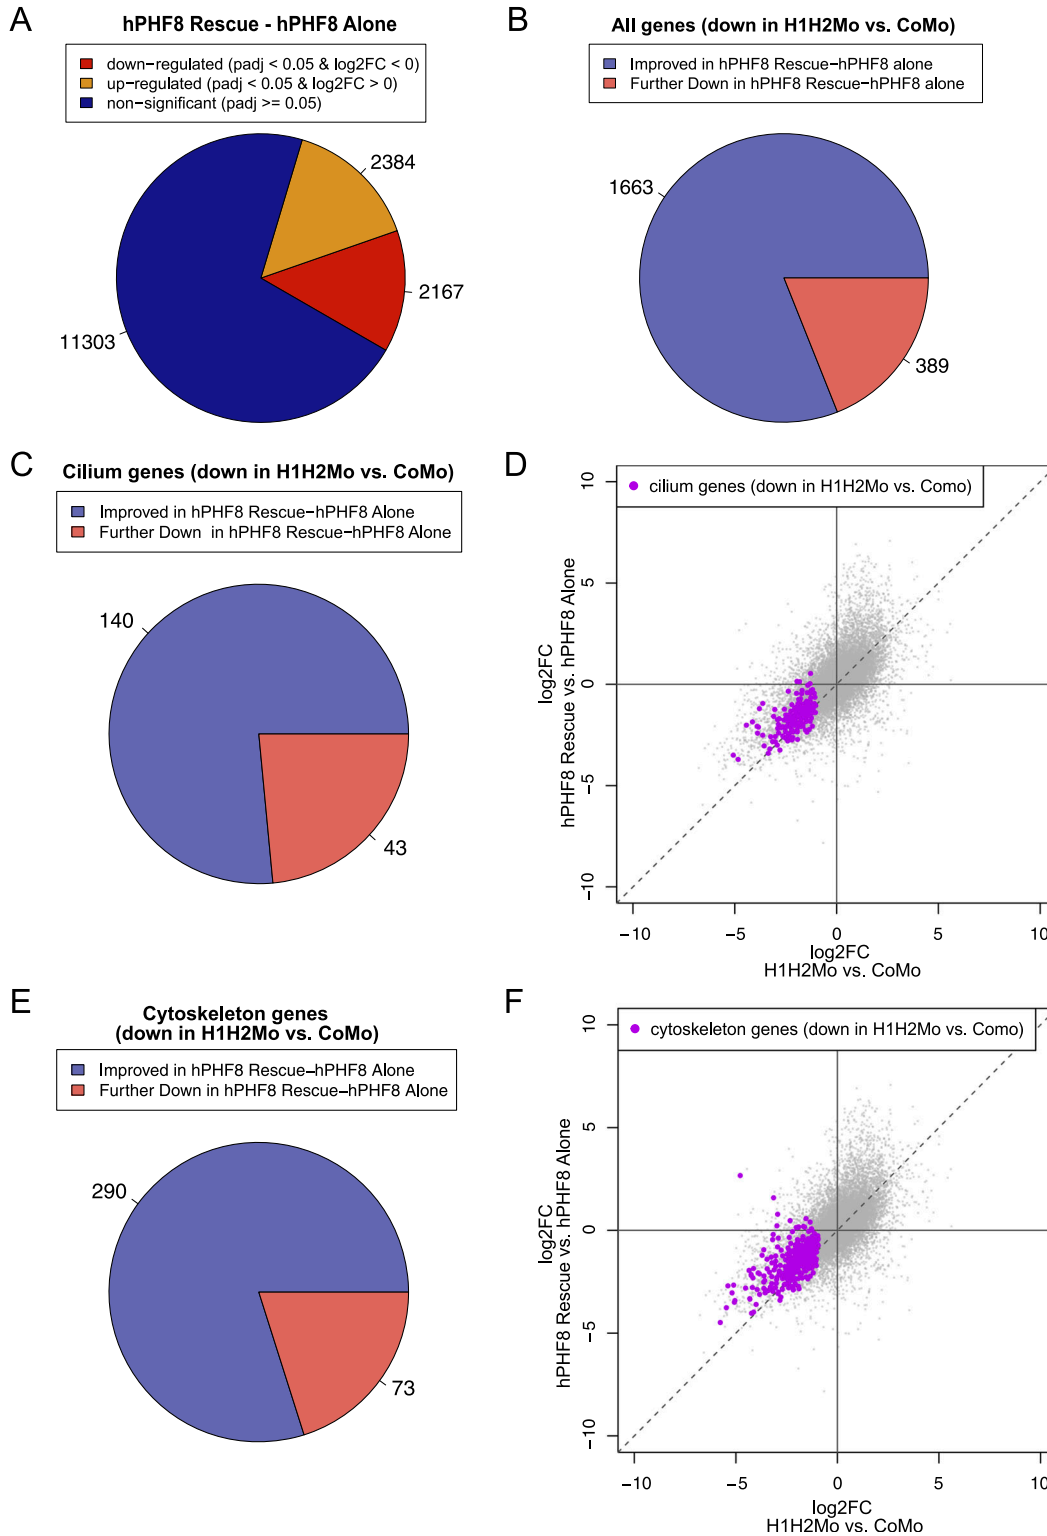 A
hPHF8 Rescue - hPHF8 Alone
down−regulated (padj < 0.05 & log2FC < 0)
up−regulated (padj < 0.05 & log2FC > 0)
non−significant (padj >= 0.05)
2384
2167
11303
B
All genes (down in H1H2Mo vs. CoMo)
Improved in hPHF8 Rescue−hPHF8 alone
Further Down in hPHF8 Rescue−hPHF8 alone
1663
389
C
Cilium genes (down in H1H2Mo vs. CoMo)
Improved in hPHF8 Rescue−hPHF8 Alone
Further Down in hPHF8 Rescue−hPHF8 Alone
140
43
D
cilium genes (down in H1H2Mo vs. Como)
log2FC
hPHF8 Rescue vs. hPHF8 Alone
10
5
0
−5
−10
−10
−5
0
5
10
log2FC
H1H2Mo vs. CoMo
E
Cytoskeleton genes
(down in H1H2Mo vs. CoMo)
Improved in hPHF8 Rescue−hPHF8 Alone
Further Down in hPHF8 Rescue−hPHF8 Alone
290
73
F
cytoskeleton genes (down in H1H2Mo vs. Como)
log2FC
hPHF8 Rescue vs. hPHF8 Alone
10
5
0
−5
−10
−10
−5
0
5
10
log2FC
H1H2Mo vs. CoMo